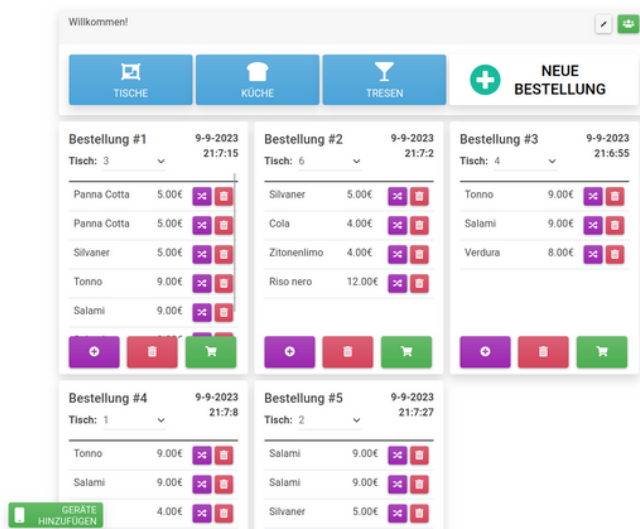 Willkommen!
TISCHE
KÜCHE
TRESEN
NEUE
BESTELLUNG
Bestellung #1 9-9-2023
Tisch: 3 21:7:15
Panna Cotta 5.00€
Panna Cotta 5.00€
Silvaner 5.00€
Tonno 9.00€
Salami 9.00€
Bestellung #2 9-9-2023
Tisch: 6 21:7:2
Silvaner 5.00€
Cola 4.00€
Zitonenlimo 4.00€
Riso nero 12.00€
Bestellung #3 9-9-2023
Tisch: 4 21:6:55
Tonno 9.00€
Salami 9.00€
Verdura 8.00€
Bestellung #4 9-9-2023
Tisch: 1 21:7:8
Tonno 9.00€
Salami 9.00€
4.00€
Bestellung #5 9-9-2023
Tisch: 2 21:7:27
Salami 9.00€
Salami 9.00€
Silvaner 5.00€
GERÄTE
HINZUFÜGEN